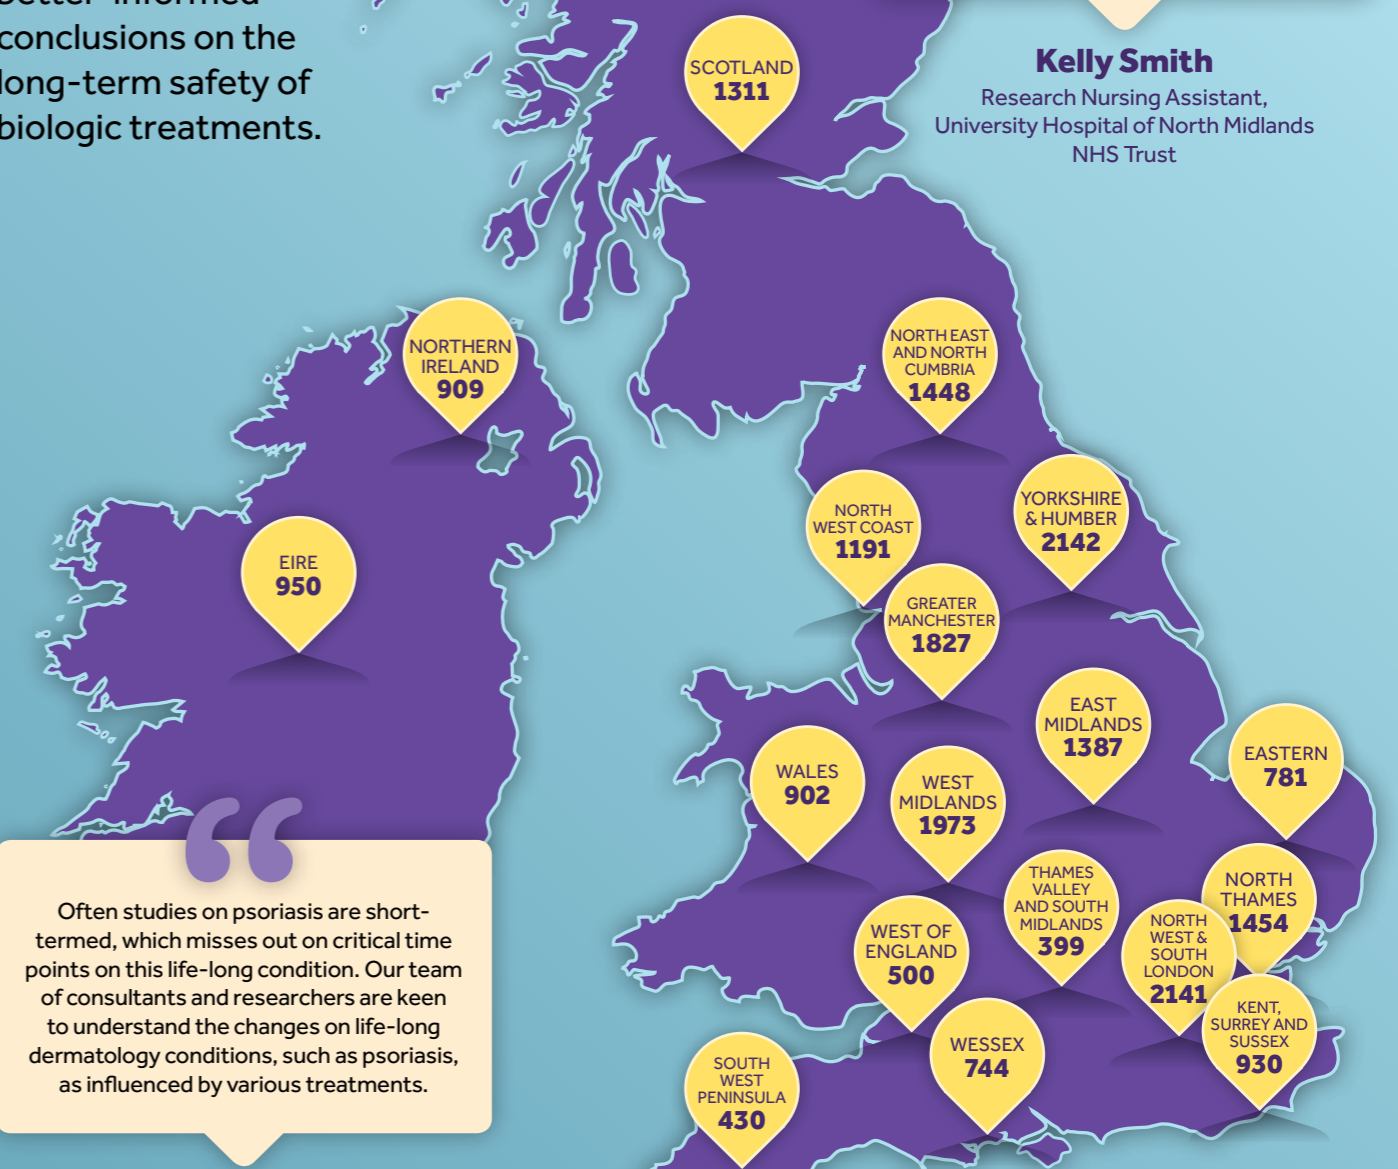 conclusions on the
long-term safety of
biologic treatments.
Kelly Smith
Research Nursing Assistant,
University Hospital of North Midlands
NHS Trust
SCOTLAND
1311
NORTHERN
IRELAND
909
NORTH EAST
AND NORTH
CUMBRIA
1448
NORTH
WEST COAST
1191
YORKSHIRE
& HUMBER
2142
EIRE
950
GREATER
MANCHESTER
1827
EAST
MIDLANDS
1387
EASTERN
781
WALES
902
WEST
MIDLANDS
1973
THAMES
VALLEY
AND SOUTH
MIDLANDS
399
NORTH
THAMES
1454
NORTH
WEST &
SOUTH
LONDON
2141
WEST OF
ENGLAND
500
KENT,
SURREY AND
SUSSEX
930
WESSEX
744
SOUTH
WEST
PENINSULA
430
“
Often studies on psoriasis are short-
termed, which misses out on critical time
points on this life-long condition. Our team
of consultants and researchers are keen
to understand the changes on life-long
dermatology conditions, such as psoriasis,
as influenced by various treatments.